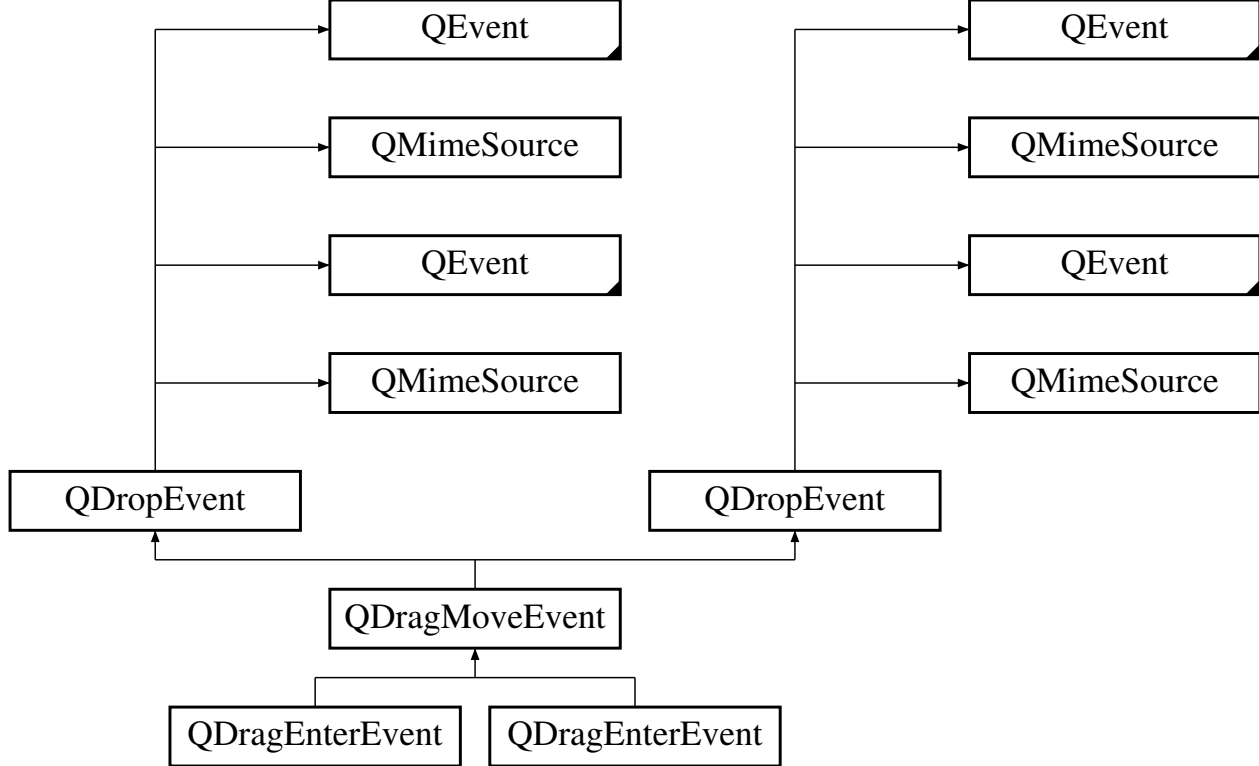 QEvent
QEvent
QMimeSource
QMimeSource
QEvent
QEvent
QMimeSource
QMimeSource
QDropEvent
QDropEvent
QDragMoveEvent
QDragEnterEvent
QDragEnterEvent